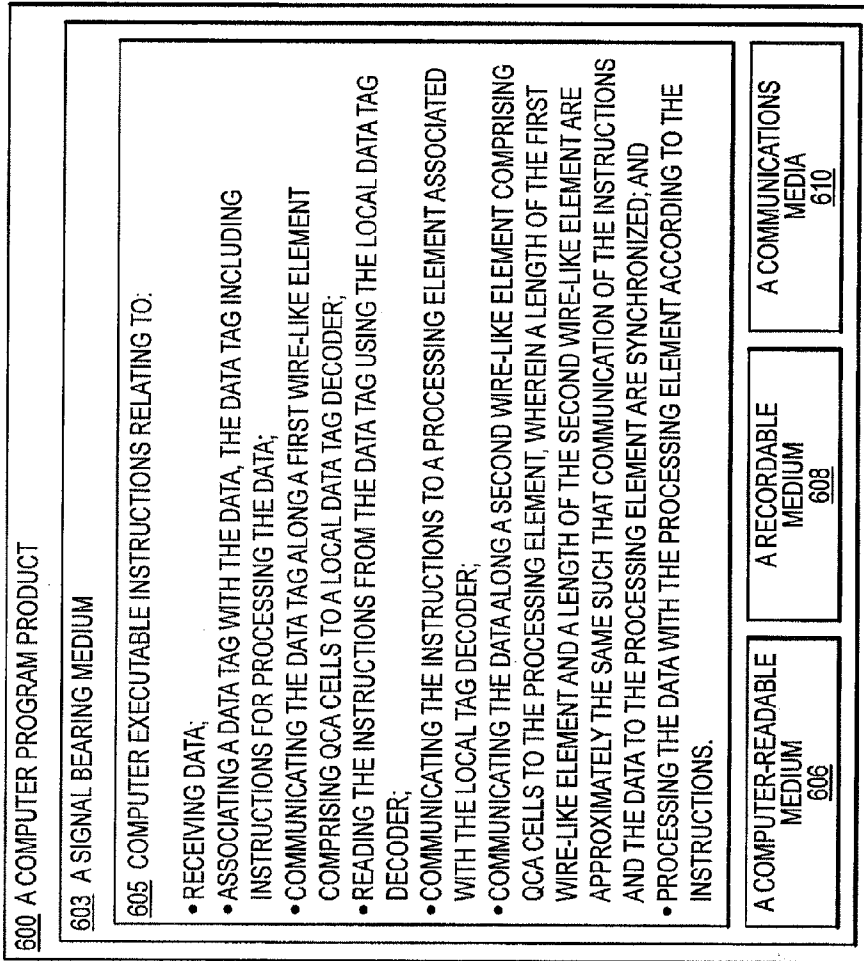 600 A COMPUTER PROGRAM PRODUCT
603 A SIGNAL BEARING MEDIUM
605 COMPUTER EXECUTABLE INSTRUCTIONS RELATING TO:
• RECEIVING DATA;
• ASSOCIATING A DATA TAG WITH THE DATA, THE DATA TAG INCLUDING
INSTRUCTIONS FOR PROCESSING THE DATA;
• COMMUNICATING THE DATA TAG ALONG A FIRST WIRE-LIKE ELEMENT
COMPRISING QCA CELLS TO A LOCAL DATA TAG DECODER;
• READING THE INSTRUCTIONS FROM THE DATA TAG USING THE LOCAL DATA TAG
DECODER;
• COMMUNICATING THE INSTRUCTIONS TO A PROCESSING ELEMENT ASSOCIATED
WITH THE LOCAL TAG DECODER;
• COMMUNICATING THE DATA ALONG A SECOND WIRE-LIKE ELEMENT COMPRISING
QCA CELLS TO THE PROCESSING ELEMENT, WHEREIN A LENGTH OF THE FIRST
WIRE-LIKE ELEMENT AND A LENGTH OF THE SECOND WIRE-LIKE ELEMENT ARE
APPROXIMATELY THE SAME SUCH THAT COMMUNICATION OF THE INSTRUCTIONS
AND THE DATA TO THE PROCESSING ELEMENT ARE SYNCHRONIZED; AND
• PROCESSING THE DATA WITH THE PROCESSING ELEMENT ACCORDING TO THE
INSTRUCTIONS.
A COMPUTER-READABLE
MEDIUM
606
A RECORDABLE
MEDIUM
608
A COMMUNICATIONS
MEDIA
610